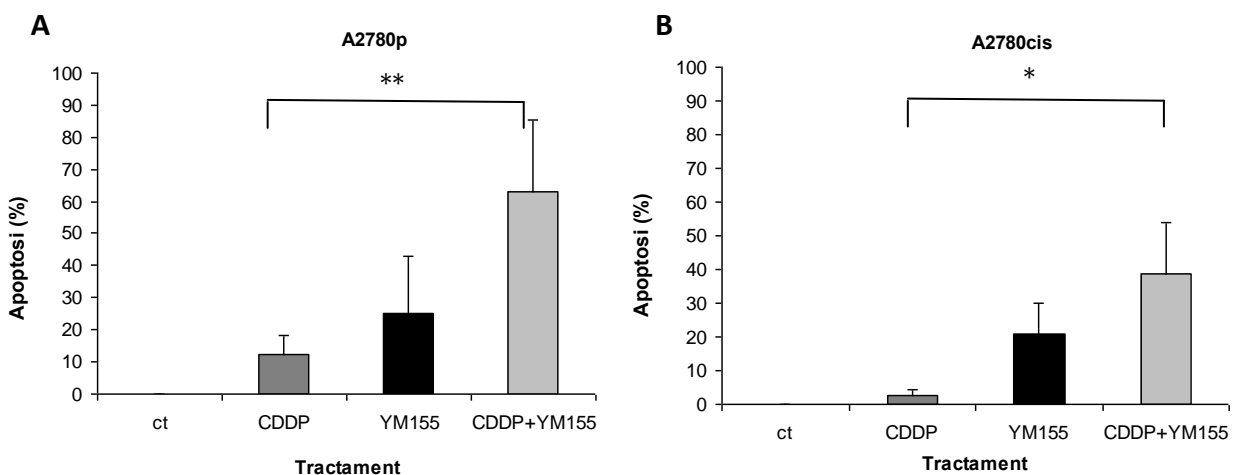 A
A2780p
**
100
90
80
70
60
50
40
30
20
10
0
Apoptosi (%)
ct CDDP YM155 CDDP+YM155
Tractament
B
A2780cis
*
100
90
80
70
60
50
40
30
20
10
0
Apoptosi (%)
ct CDDP YM155 CDDP+YM155
Tractament